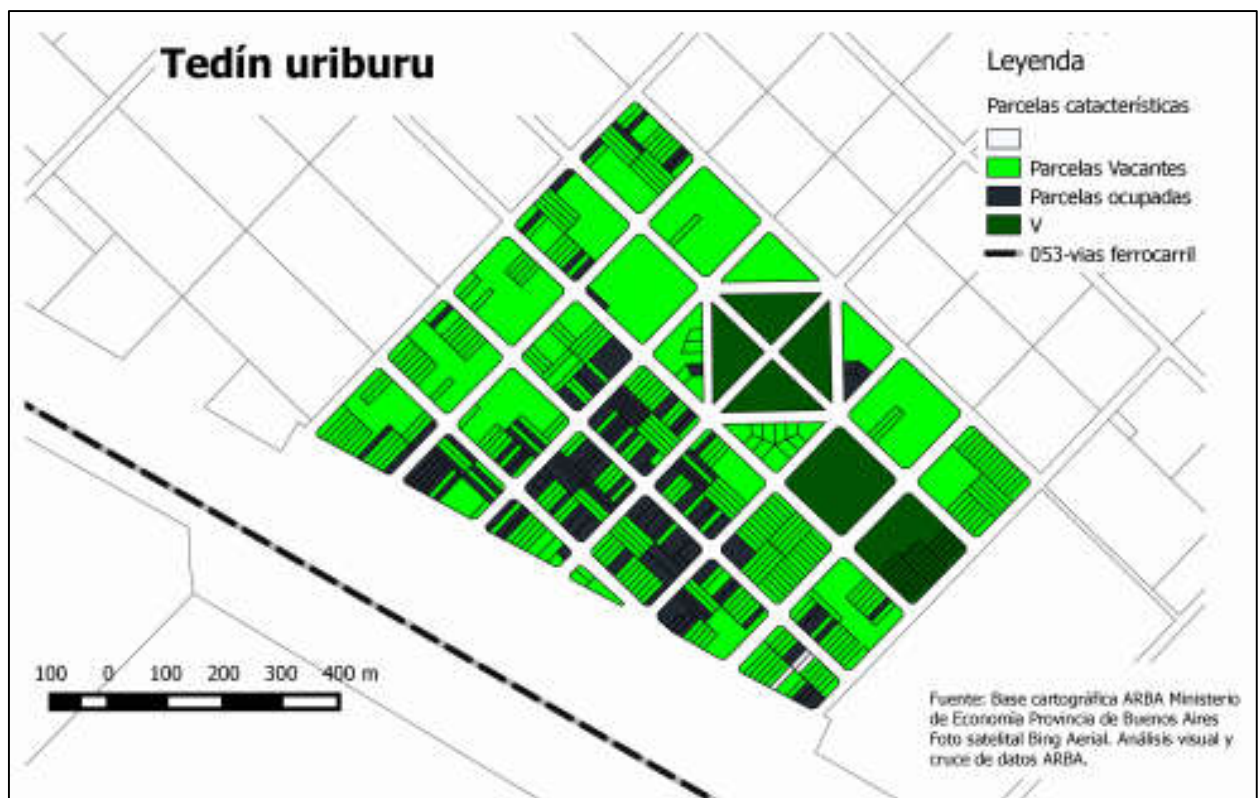 Tedín uriburu
Leyenda
Parcelas catacterísticas
Parcelas Vacantes
Parcelas ocupadas
V
053-vias ferrocarril
100 0 100 200 300 400 m
Fuente: Base cartográfica ARBA Ministerio
de Economía Provincia de Buenos Aires
Foto satelital Bing Aerial. Análisis visual y
cruce de datos ARBA.